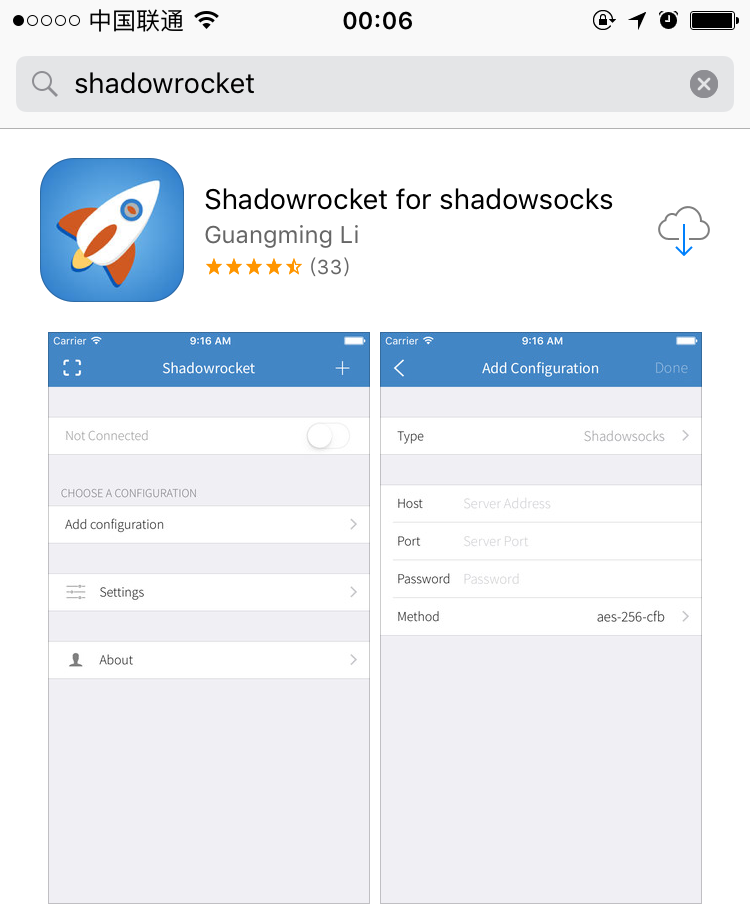 中国联通 00:06
shadowrocket
Shadowrocket for shadowsocks
Guangming Li
(33)
Carrier 9:16 AM
Shadowrocket
Not Connected
CHOOSE A CONFIGURATION
Add configuration
Settings
About
Carrier 9:16 AM
Add Configuration Done
Type Shadowsocks
Host Server Address
Port Server Port
Password Password
Method aes-256-cfb